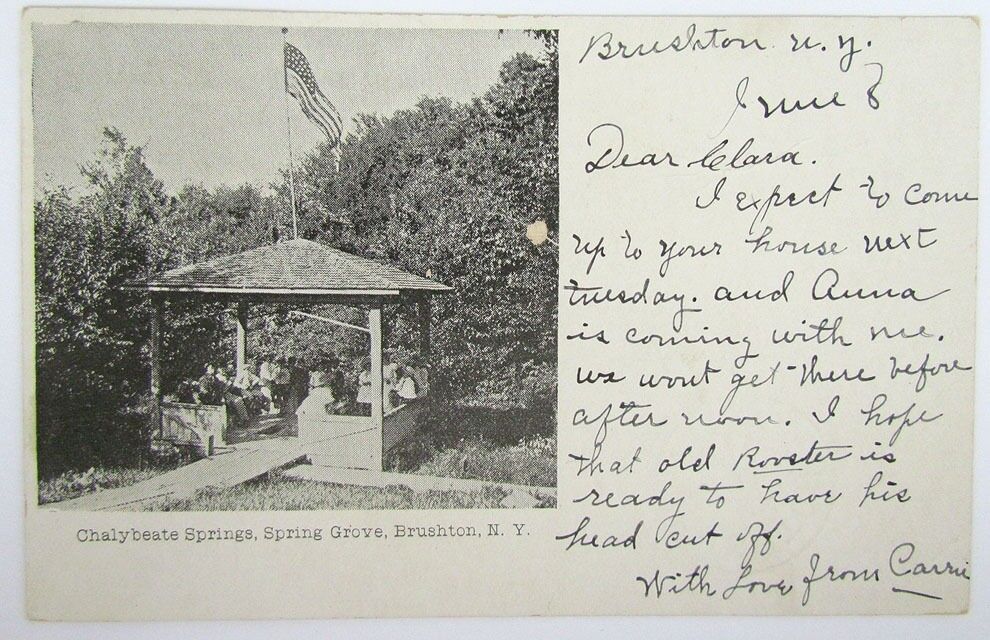 Brushton. n. y.
June 8
Dear Clara.
I expect to come
up to your house next
tuesday. and Anna
is coming with me.
we wont get there before
after noon. I hope
that old Rooster is
ready to have his
head cut off.
With Love from Carrie
Chalybeate Springs, Spring Grove, Brushton, N. Y.